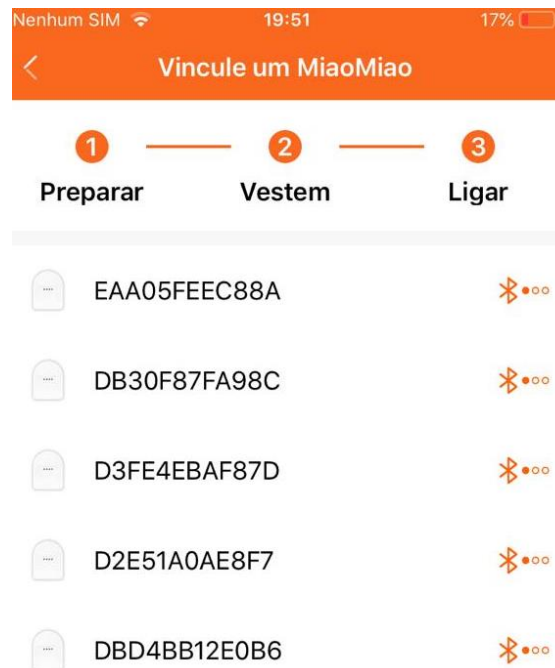 Nenhum SIM 19:51 17%
Vincule um MiaoMiao
1 2 3
Preparar Vestem Ligar
EAA05FEEC88A
DB30F87FA98C
D3FE4EBAF87D
D2E51A0AE8F7
DBD4BB12E0B6